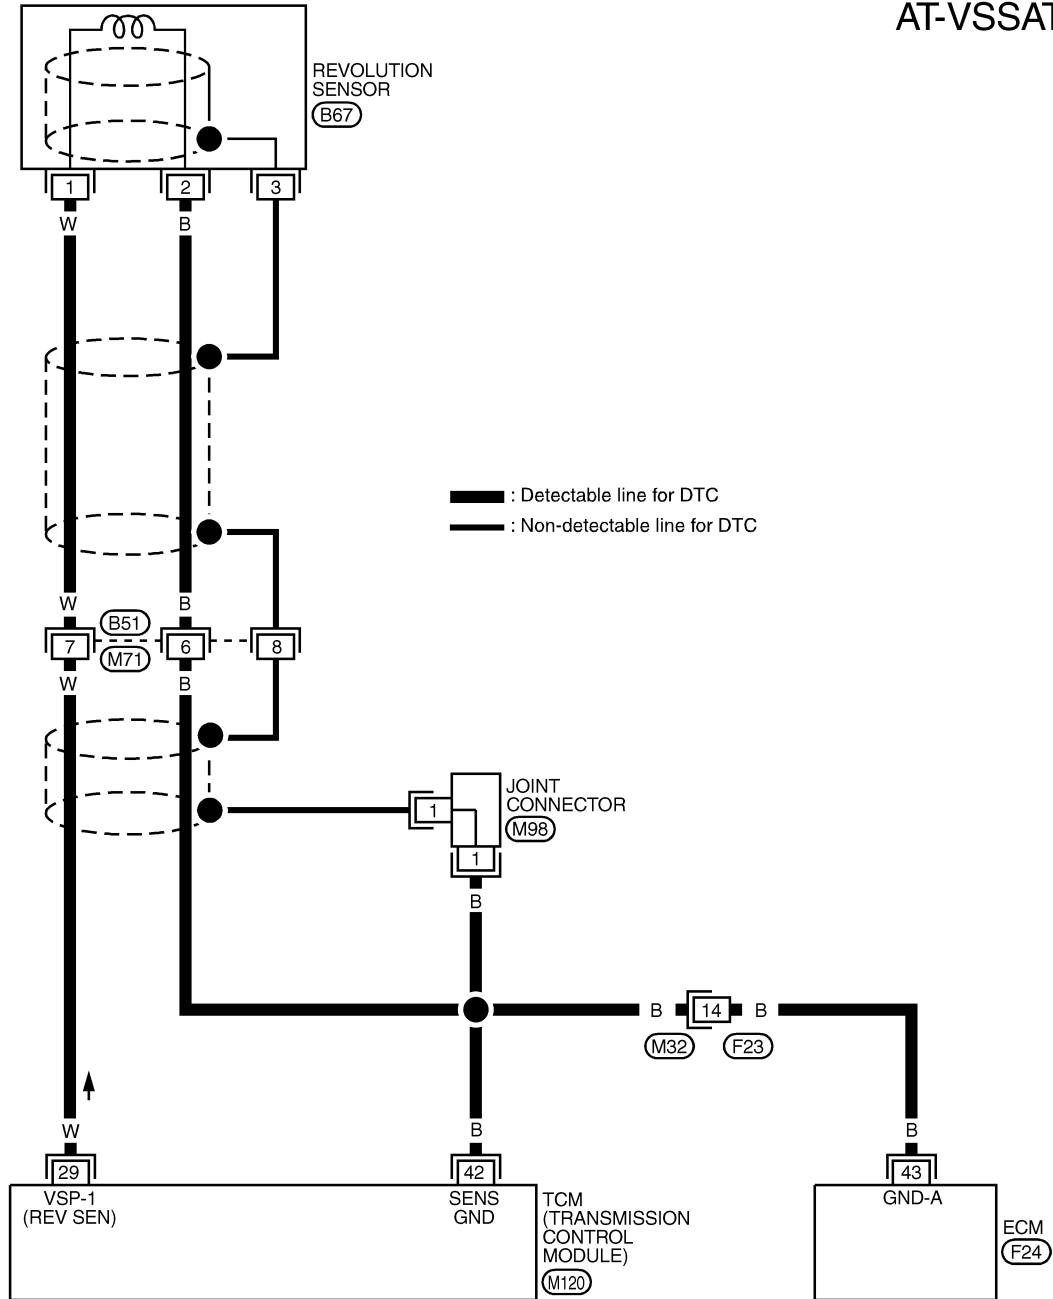 AT-VSSAT
REVOLUTION
SENSOR
B67
1 2 3
W B
: Detectable line for DTC
: Non-detectable line for DTC
W B
B51
7 6 8
M71
W B
JOINT
CONNECTOR
M98
1
1
B
B 14 B
M32 F23
W B B
29 42 43
VSP-1
(REV SEN)
SENS
GND
TCM
(TRANSMISSION
CONTROL
MODULE)
M120
GND-A
ECM
F24